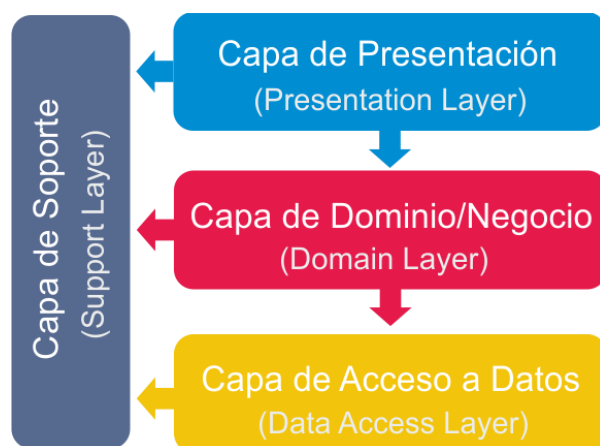 Capa de Soporte
(Support Layer)
Capa de Presentación
(Presentation Layer)
Capa de Dominio/Negocio
(Domain Layer)
Capa de Acceso a Datos
(Data Access Layer)